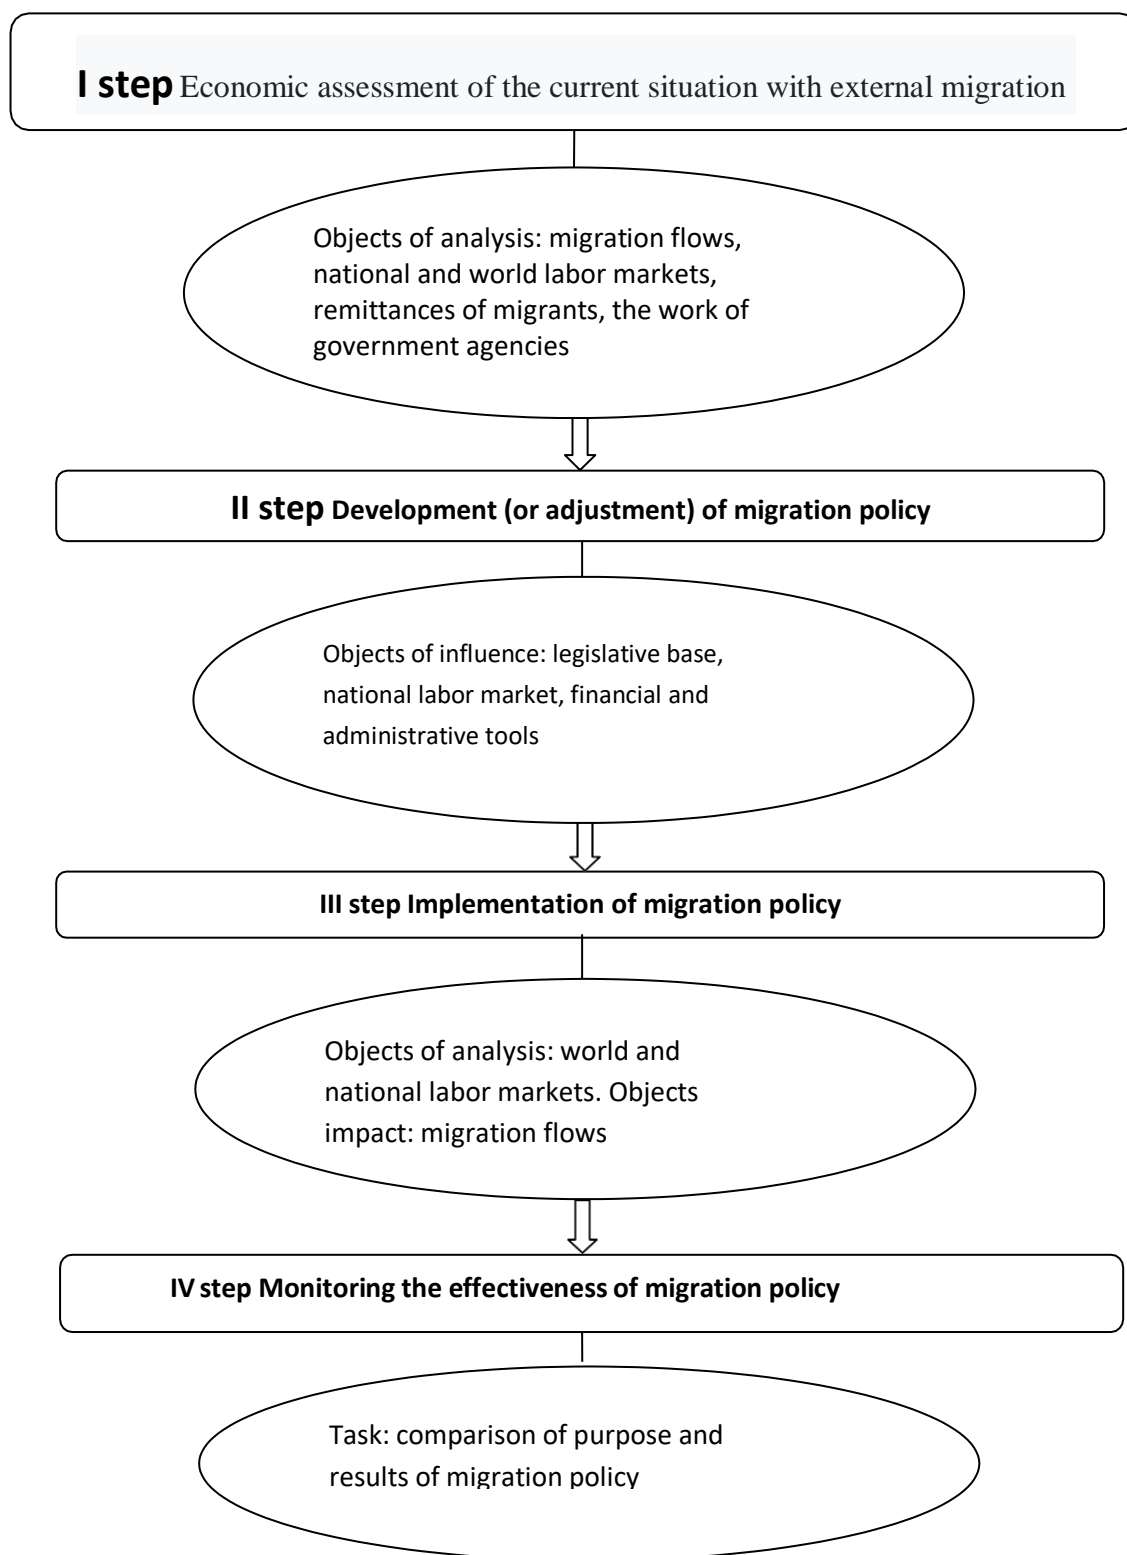 I step Economic assessment of the current situation with external migration
Objects of analysis: migration flows,
national and world labor markets,
remittances of migrants, the work of
government agencies
II step Development (or adjustment) of migration policy
Objects of influence: legislative base,
national labor market, financial and
administrative tools
III step Implementation of migration policy
Objects of analysis: world and
national labor markets. Objects
impact: migration flows
IV step Monitoring the effectiveness of migration policy
Task: comparison of purpose and
results of migration policy